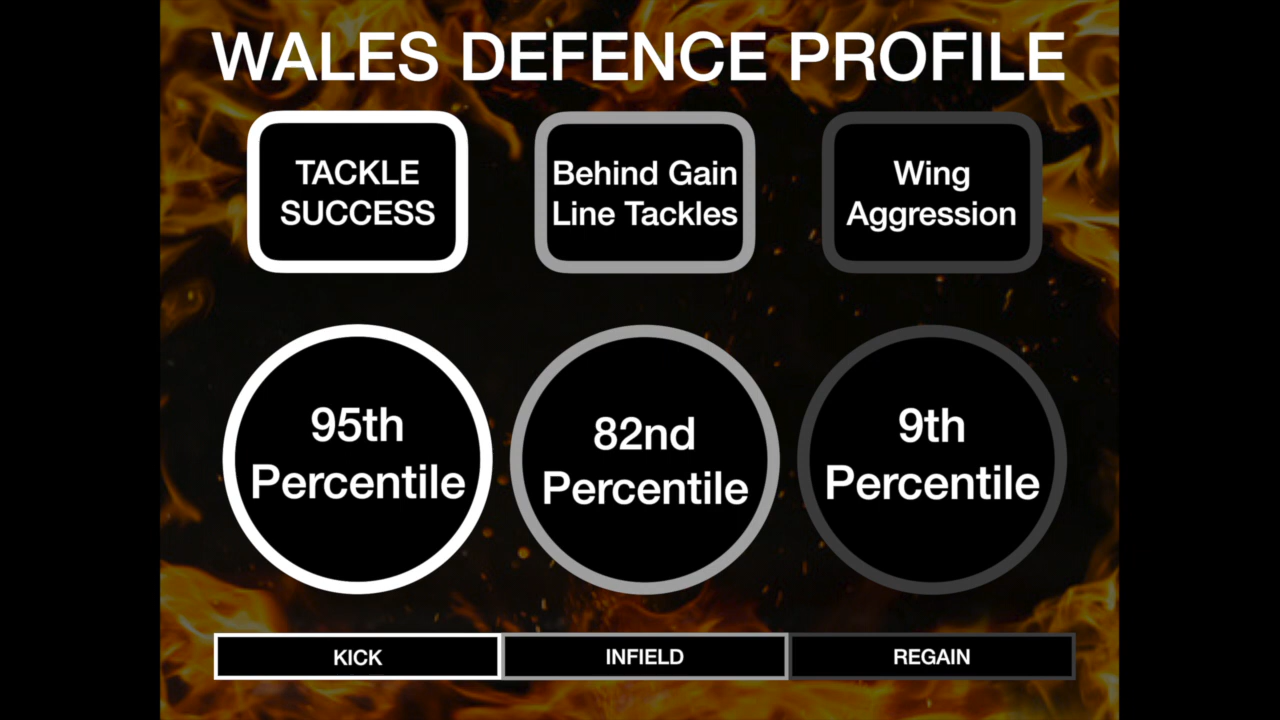 WALES DEFENCE PROFILE
TACKLE
SUCCESS
Behind Gain
Line Tackles
Wing
Aggression
95th
Percentile
82nd
Percentile
9th
Percentile
KICK
INFIELD
REGAIN